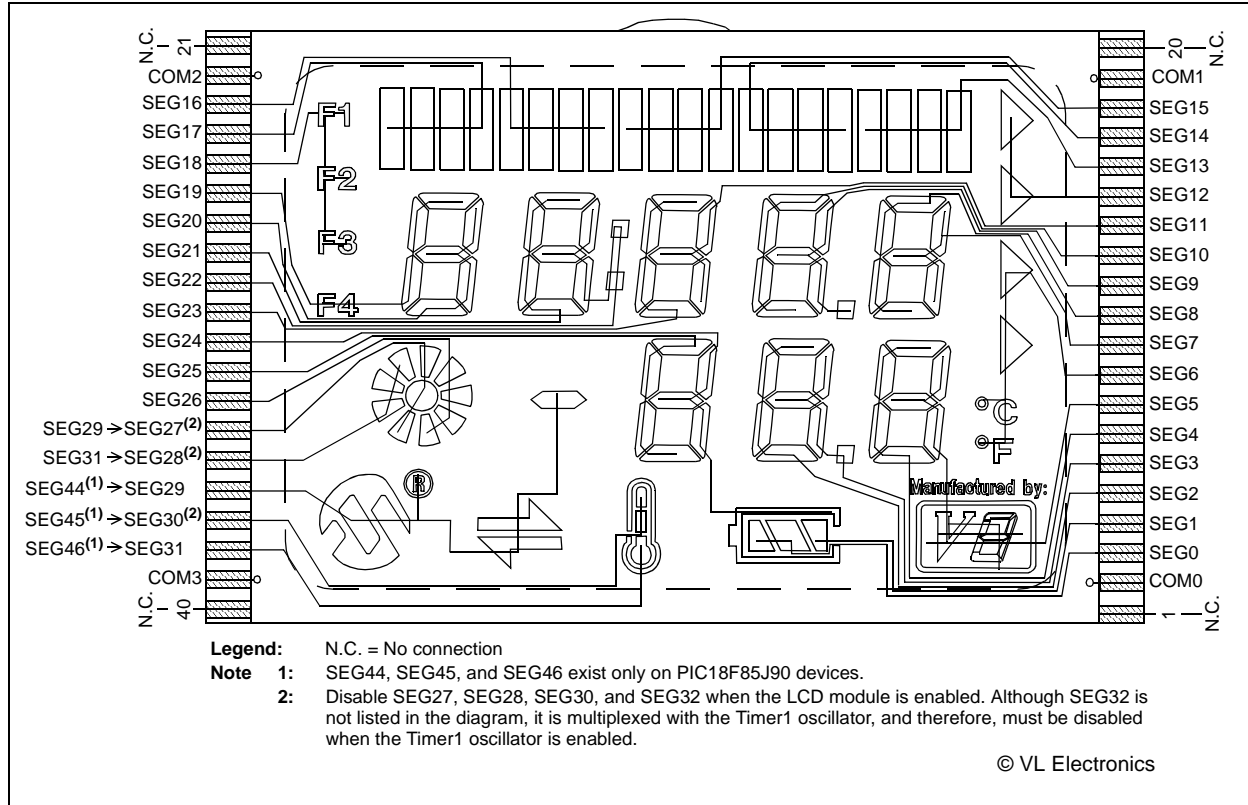 N.C.
21
COM2
SEG16
SEG17
SEG18
SEG19
SEG20
SEG21
SEG22
SEG23
SEG24
SEG25
SEG26
SEG29 → SEG27(2)
SEG31 → SEG28(2)
SEG44(1) → SEG29
SEG45(1) → SEG30(2)
SEG46(1) → SEG31
COM3
N.C.
40
F1
F2
F3
F4
®
°C
°F
Manufactured by:
20
N.C.
COM1
SEG15
SEG14
SEG13
SEG12
SEG11
SEG10
SEG9
SEG8
SEG7
SEG6
SEG5
SEG4
SEG3
SEG2
SEG1
SEG0
COM0
1
N.C.
Legend: N.C. = No connection
Note 1: SEG44, SEG45, and SEG46 exist only on PIC18F85J90 devices.
2: Disable SEG27, SEG28, SEG30, and SEG32 when the LCD module is enabled. Although SEG32 is
not listed in the diagram, it is multiplexed with the Timer1 oscillator, and therefore, must be disabled
when the Timer1 oscillator is enabled.
© VL Electronics